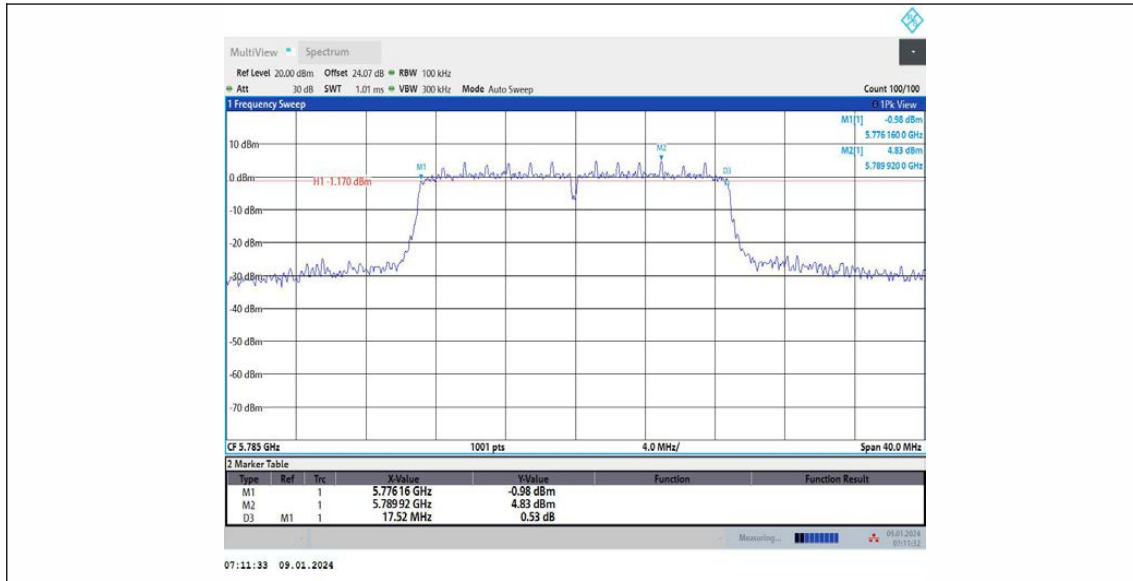 MultiView Spectrum
Ref Level 20.00 dBm Offset 24.07 dB RBW 100 kHz
Att 30 dB SWT 1.01 ms VBW 300 kHz Mode Auto Sweep Count 100/100
1 Frequency Sweep 1Pk View
M1[1] -0.98 dBm
5.776 160 0 GHz
M2[1] 4.83 dBm
5.789 920 0 GHz
10 dBm
M2
M1
D3
0 dBm
H1 -1.170 dBm
-10 dBm
-20 dBm
-30 dBm
-40 dBm
-50 dBm
-60 dBm
-70 dBm
CF 5.785 GHz 1001 pts 4.0 MHz/ Span 40.0 MHz
2 Marker Table
Type Ref Trc X-Value Y-Value Function Function Result
M1 1 5.77616 GHz -0.98 dBm
M2 1 5.78992 GHz 4.83 dBm
D3 M1 1 17.52 MHz 0.53 dB
Measuring... 09.01.2024
07:11:32
07:11:33 09.01.2024